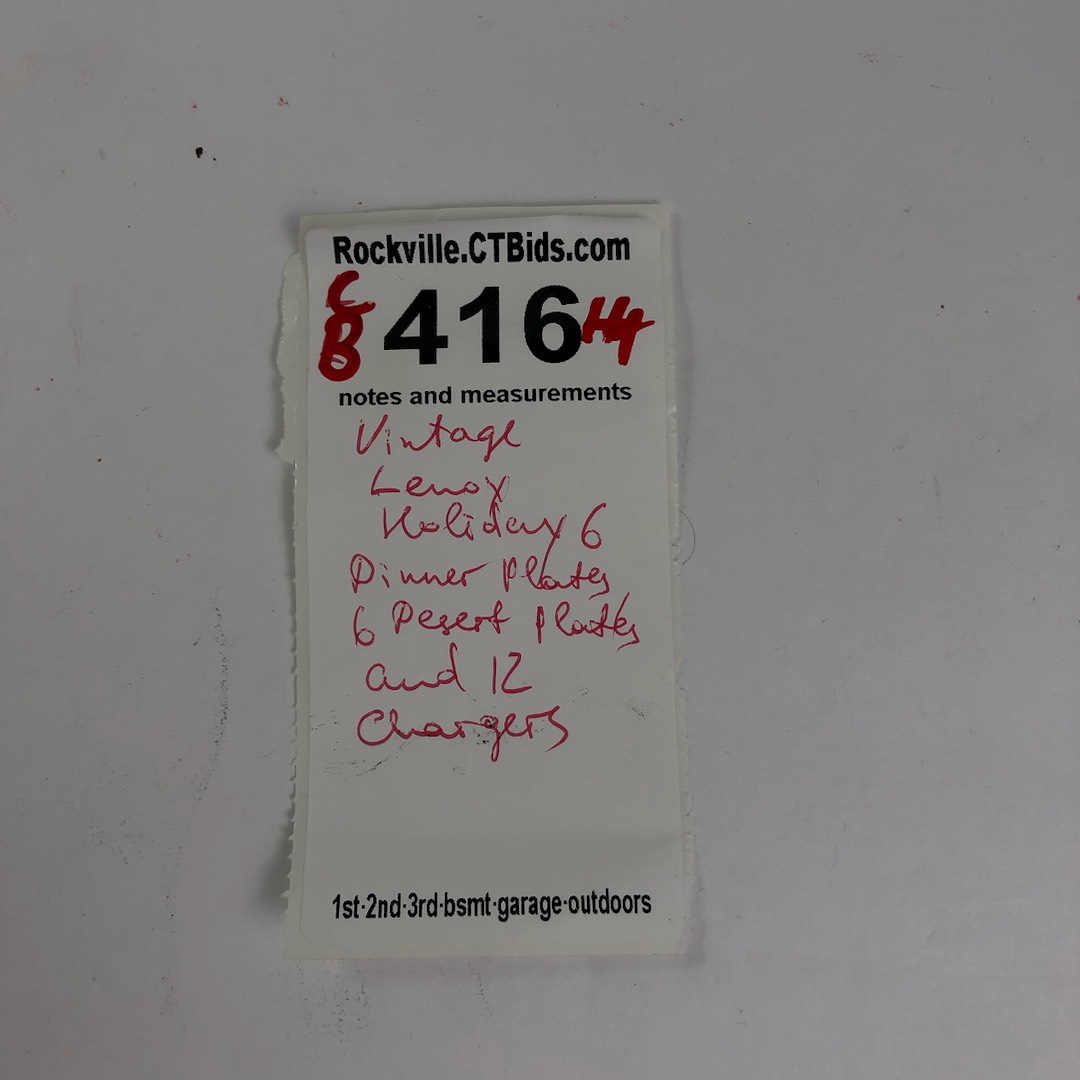 Rockville.CTBids.com
C
D
B 416 H4
notes and measurements
Vintage
Lenox
Holiday 6
Dinner Plates,
6 Desert Plates
and 12
Chargers
1st·2nd·3rd·bsmt·garage·outdoors